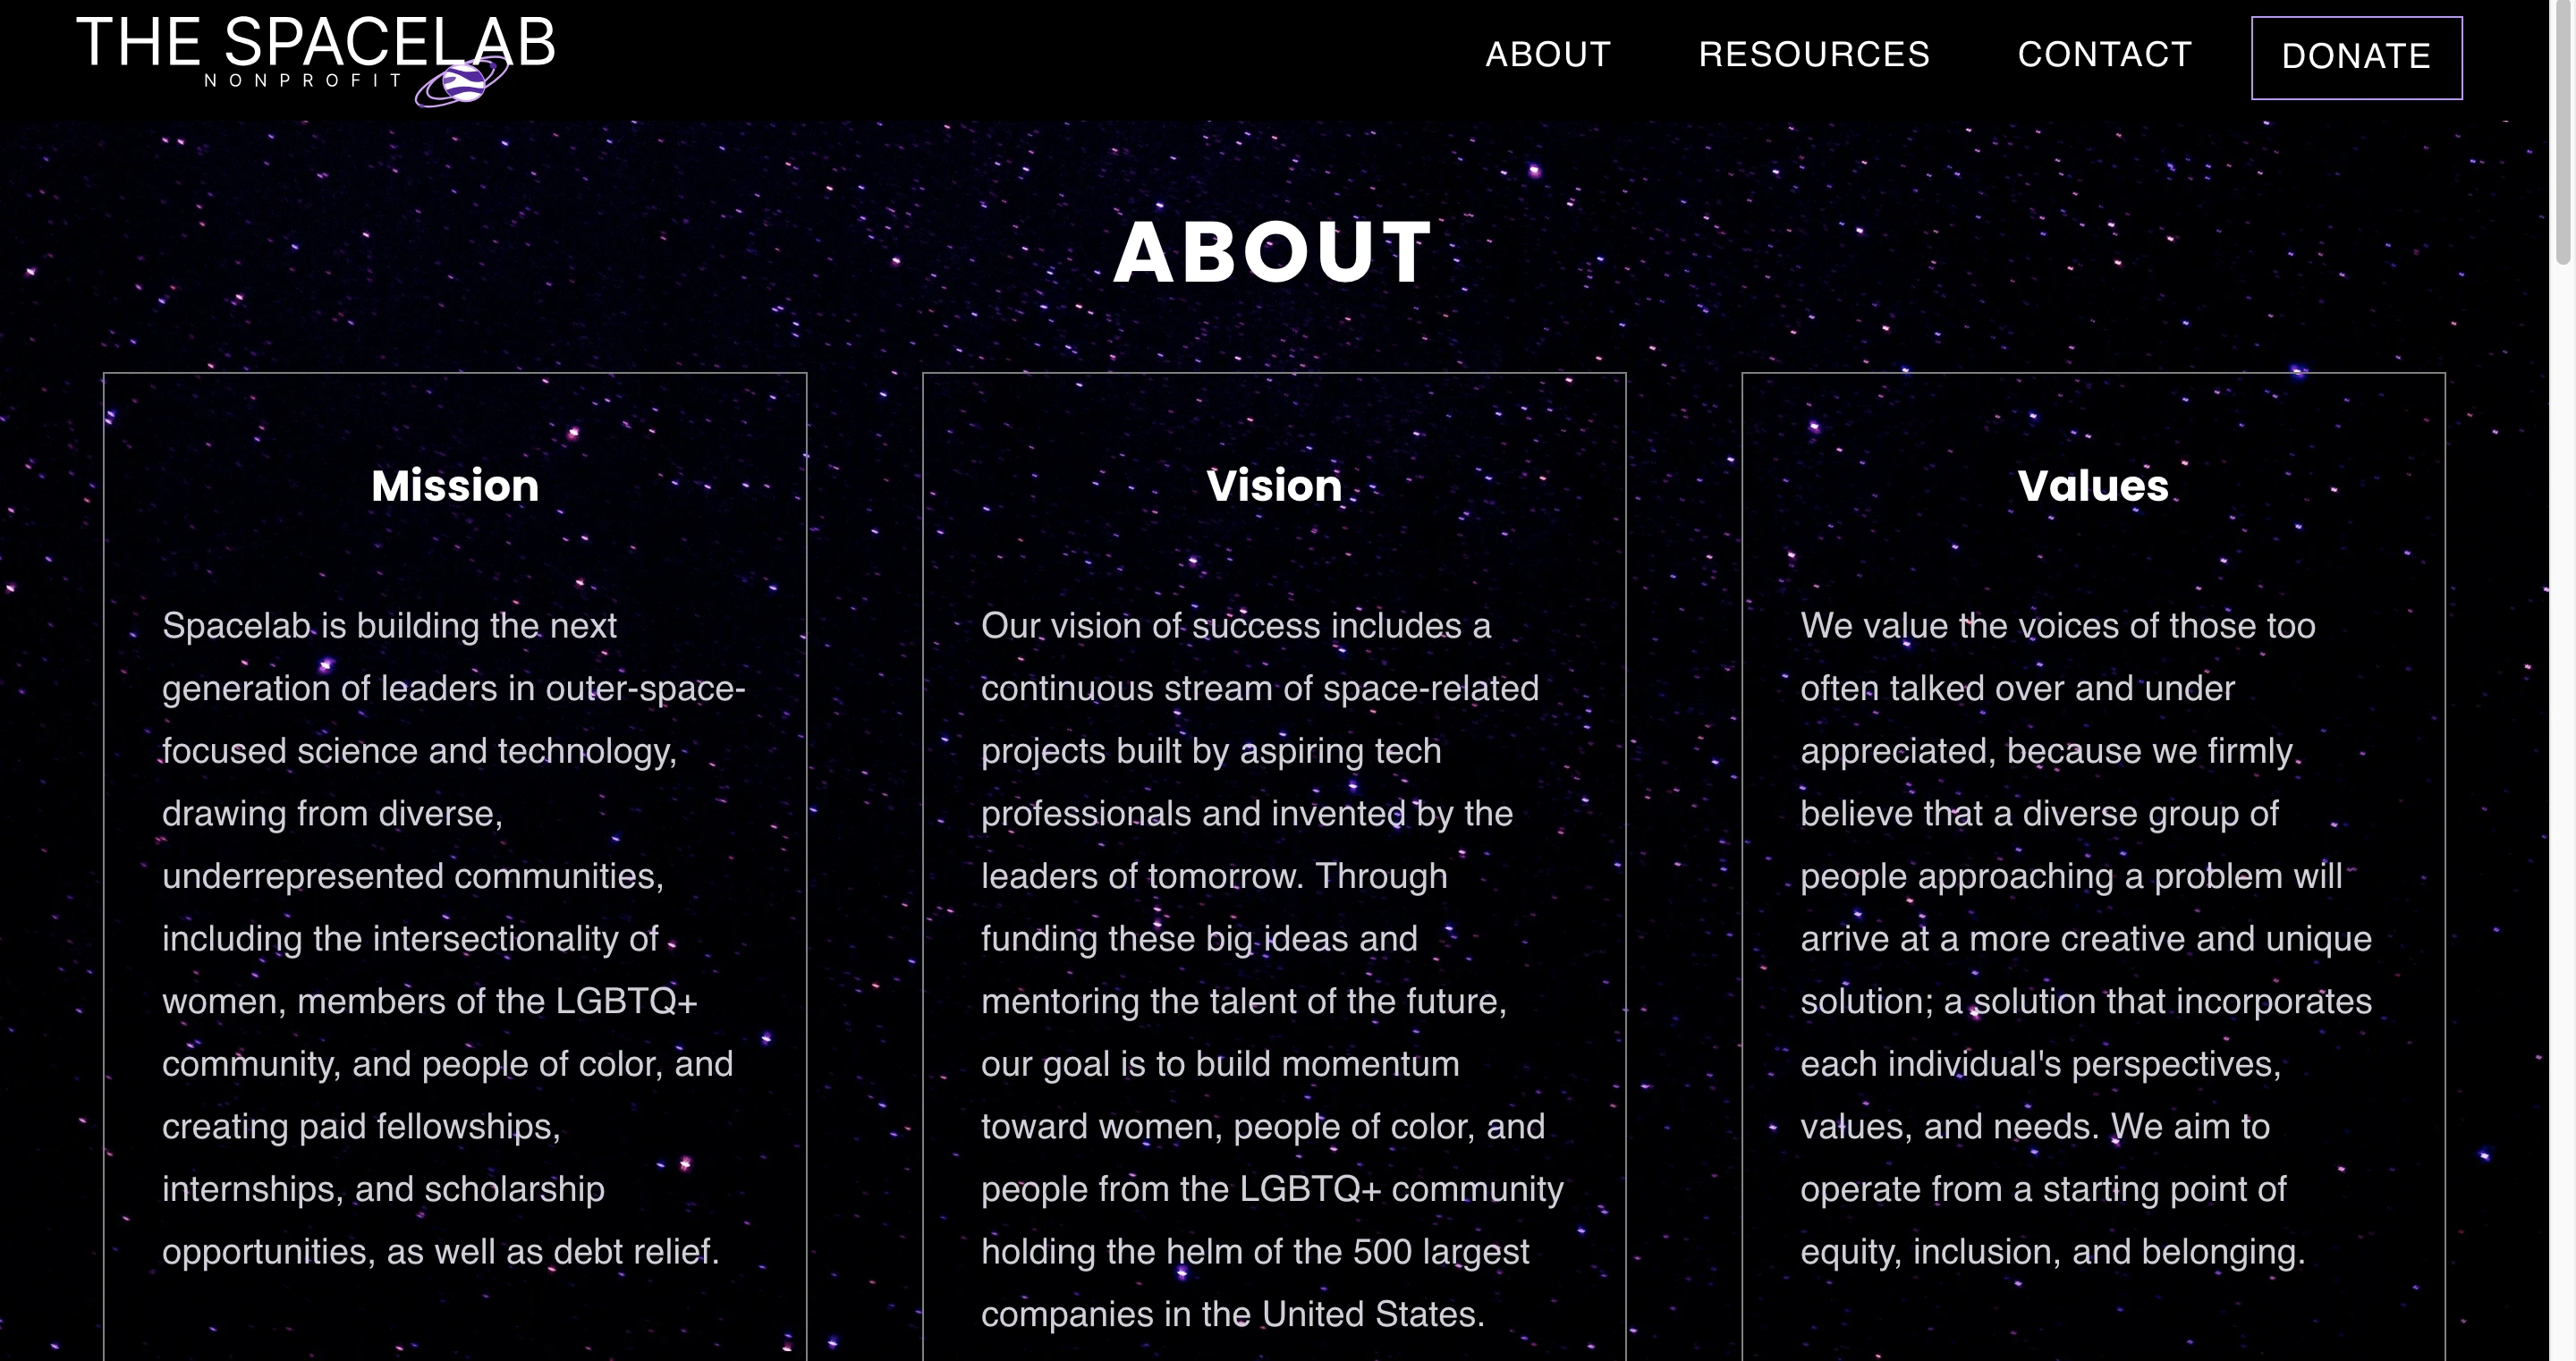 THE SPACELAB
NONPROFIT
ABOUT RESOURCES CONTACT DONATE
ABOUT
Mission
Spacelab is building the next
generation of leaders in outer-space-
focused science and technology,
drawing from diverse,
underrepresented communities,
including the intersectionality of
women, members of the LGBTQ+
community, and people of color, and
creating paid fellowships,
internships, and scholarship
opportunities, as well as debt relief.
Vision
Our vision of success includes a
continuous stream of space-related
projects built by aspiring tech
professionals and invented by the
leaders of tomorrow. Through
funding these big ideas and
mentoring the talent of the future,
our goal is to build momentum
toward women, people of color, and
people from the LGBTQ+ community
holding the helm of the 500 largest
companies in the United States.
Values
We value the voices of those too
often talked over and under
appreciated, because we firmly
believe that a diverse group of
people approaching a problem will
arrive at a more creative and unique
solution; a solution that incorporates
each individual's perspectives,
values, and needs. We aim to
operate from a starting point of
equity, inclusion, and belonging.